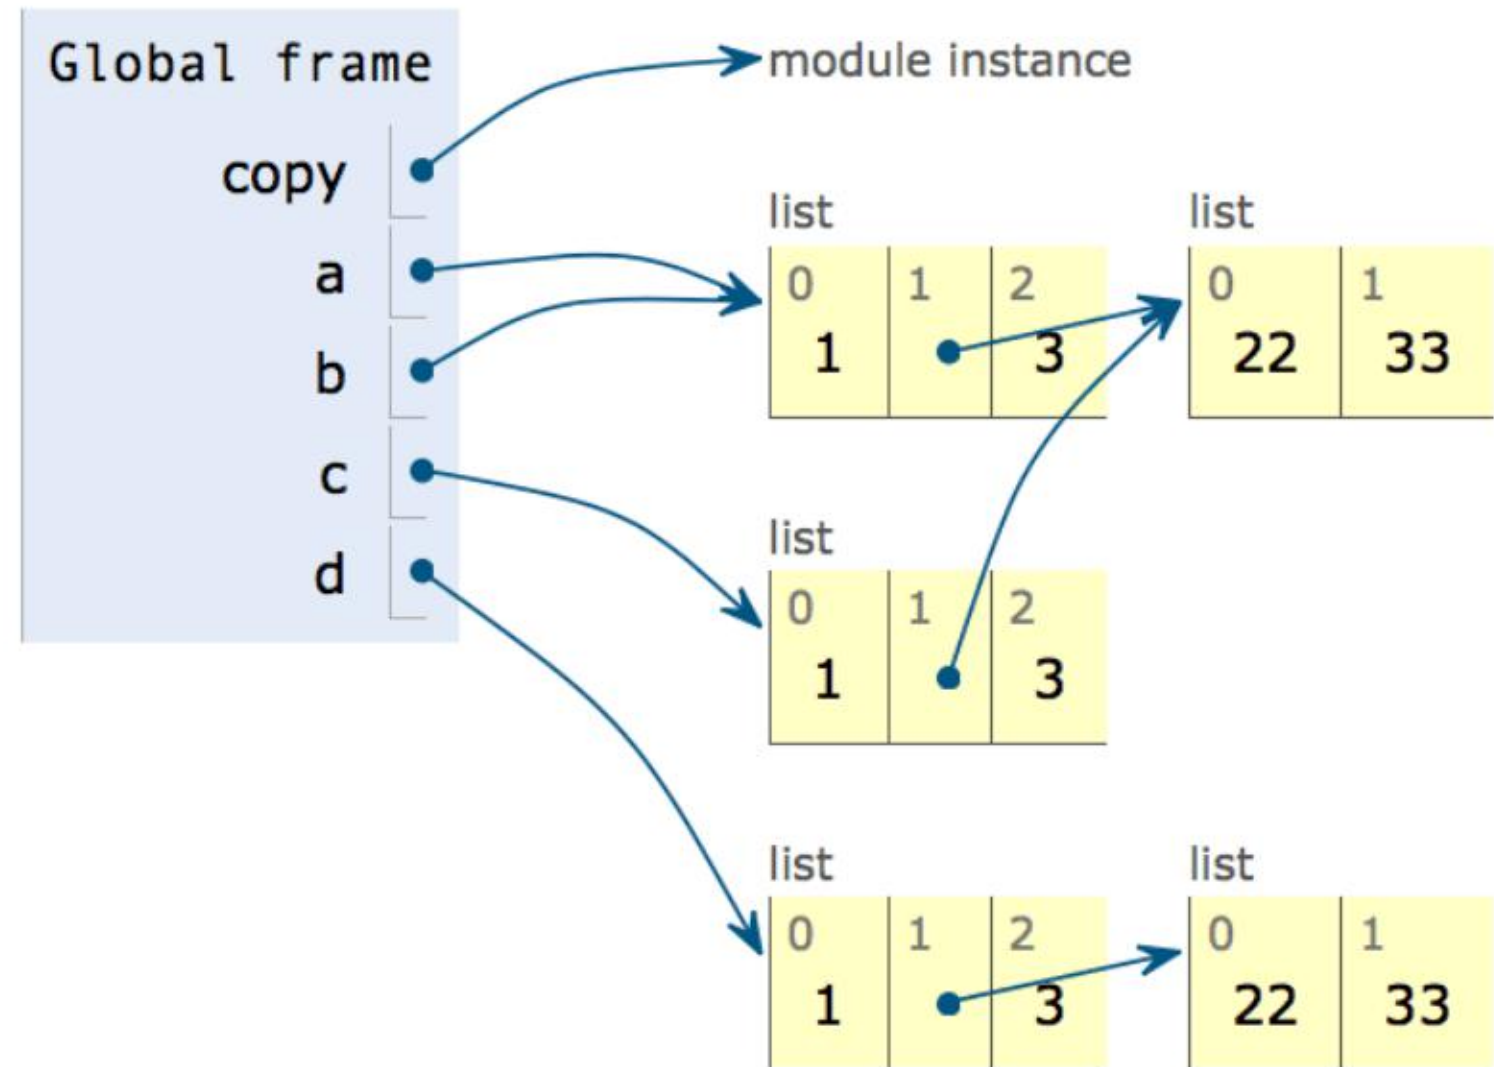 Global frame
module instance
copy
list list
a
0 1 2 0 1
b
1 3 22 33
c
list
d
0 1 2
1 3
list list
0 1 2 0 1
1 3 22 33